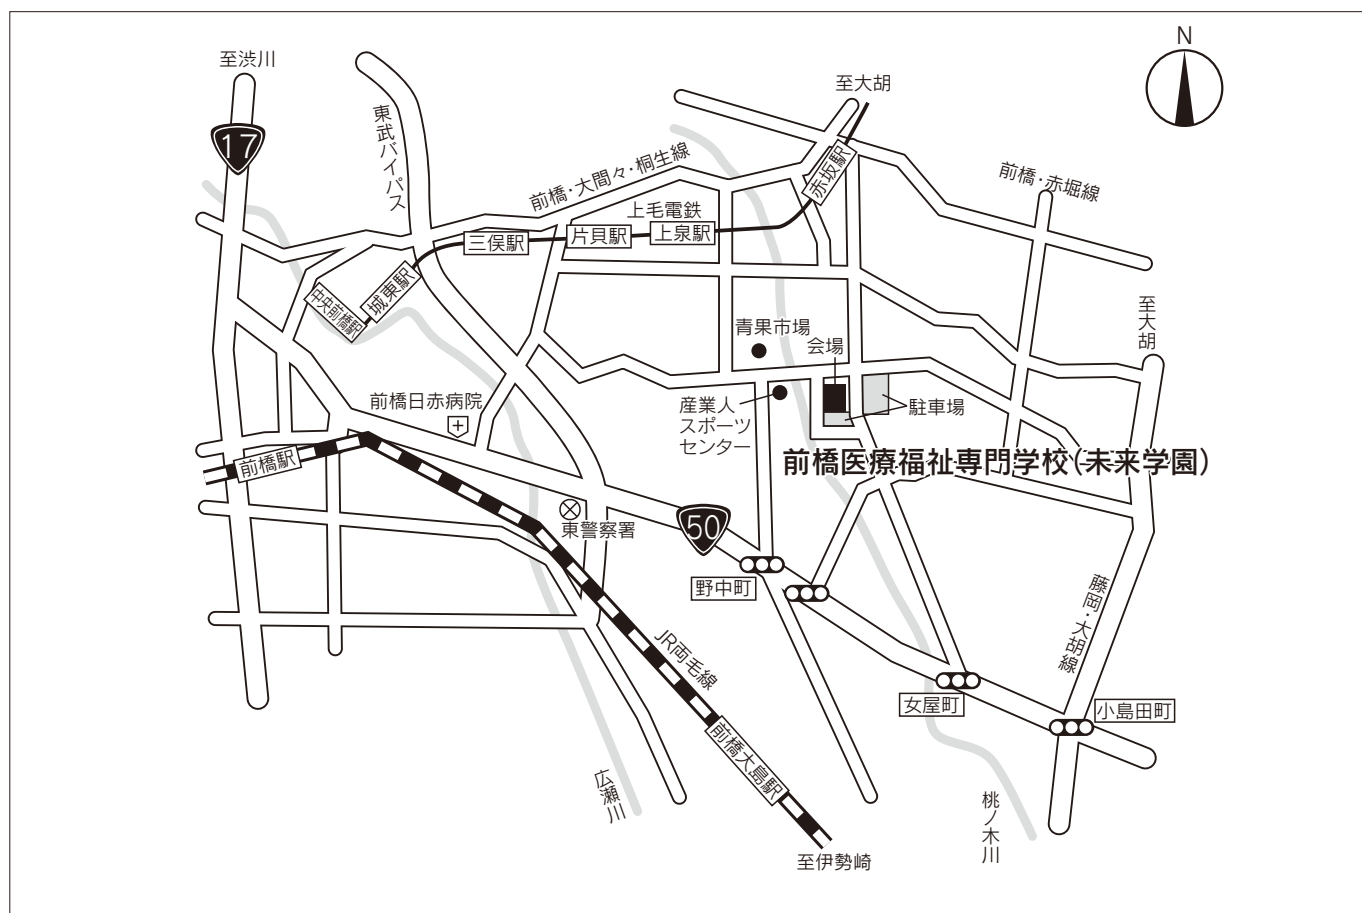 N
至渋川
17
東武バイパス
至大胡
前橋・大間々・桐生線
赤坂駅
前橋・赤堀線
上毛電鉄
三俣駅
片貝駅
上泉駅
城東駅
中央前橋駅
至大胡
青果市場
会場
前橋日赤病院
産業人
スポーツ
センター
駐車場
前橋医療福祉専門学校(未来学園)
前橋駅
東警察署
50
野中町
藤岡・大胡線
JR両毛線
女屋町
小島田町
前橋大島駅
広瀬川
桃ノ木川
至伊勢崎